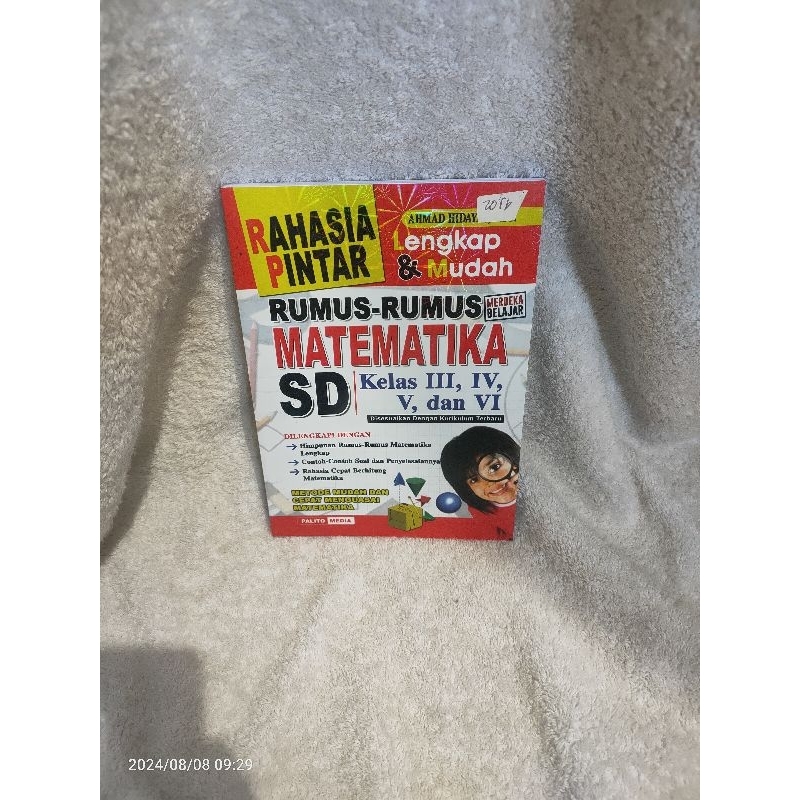 RAHASIA
PINTAR
AHMAD HIDAY
Lengkap
& Mudah
RUMUS-RUMUS
MERDEKA
BELAJAR
MATEMATIKA
SD
Kelas III, IV,
V, dan VI
Disesuaikan Dengan Kurikulum Terbaru
DILENGKAPI DENGAN
Himpunan Rumus-Rumus Matematika
Lengkap
Contoh-Contoh Soal dan Penyelesaiannya
Rahasia Cepat Berhitung
Matematika
METODE MUDAH DAN
CEPAT MENGUASAI
MATEMATIKA
PALITO MEDIA
2024/08/08 09:29